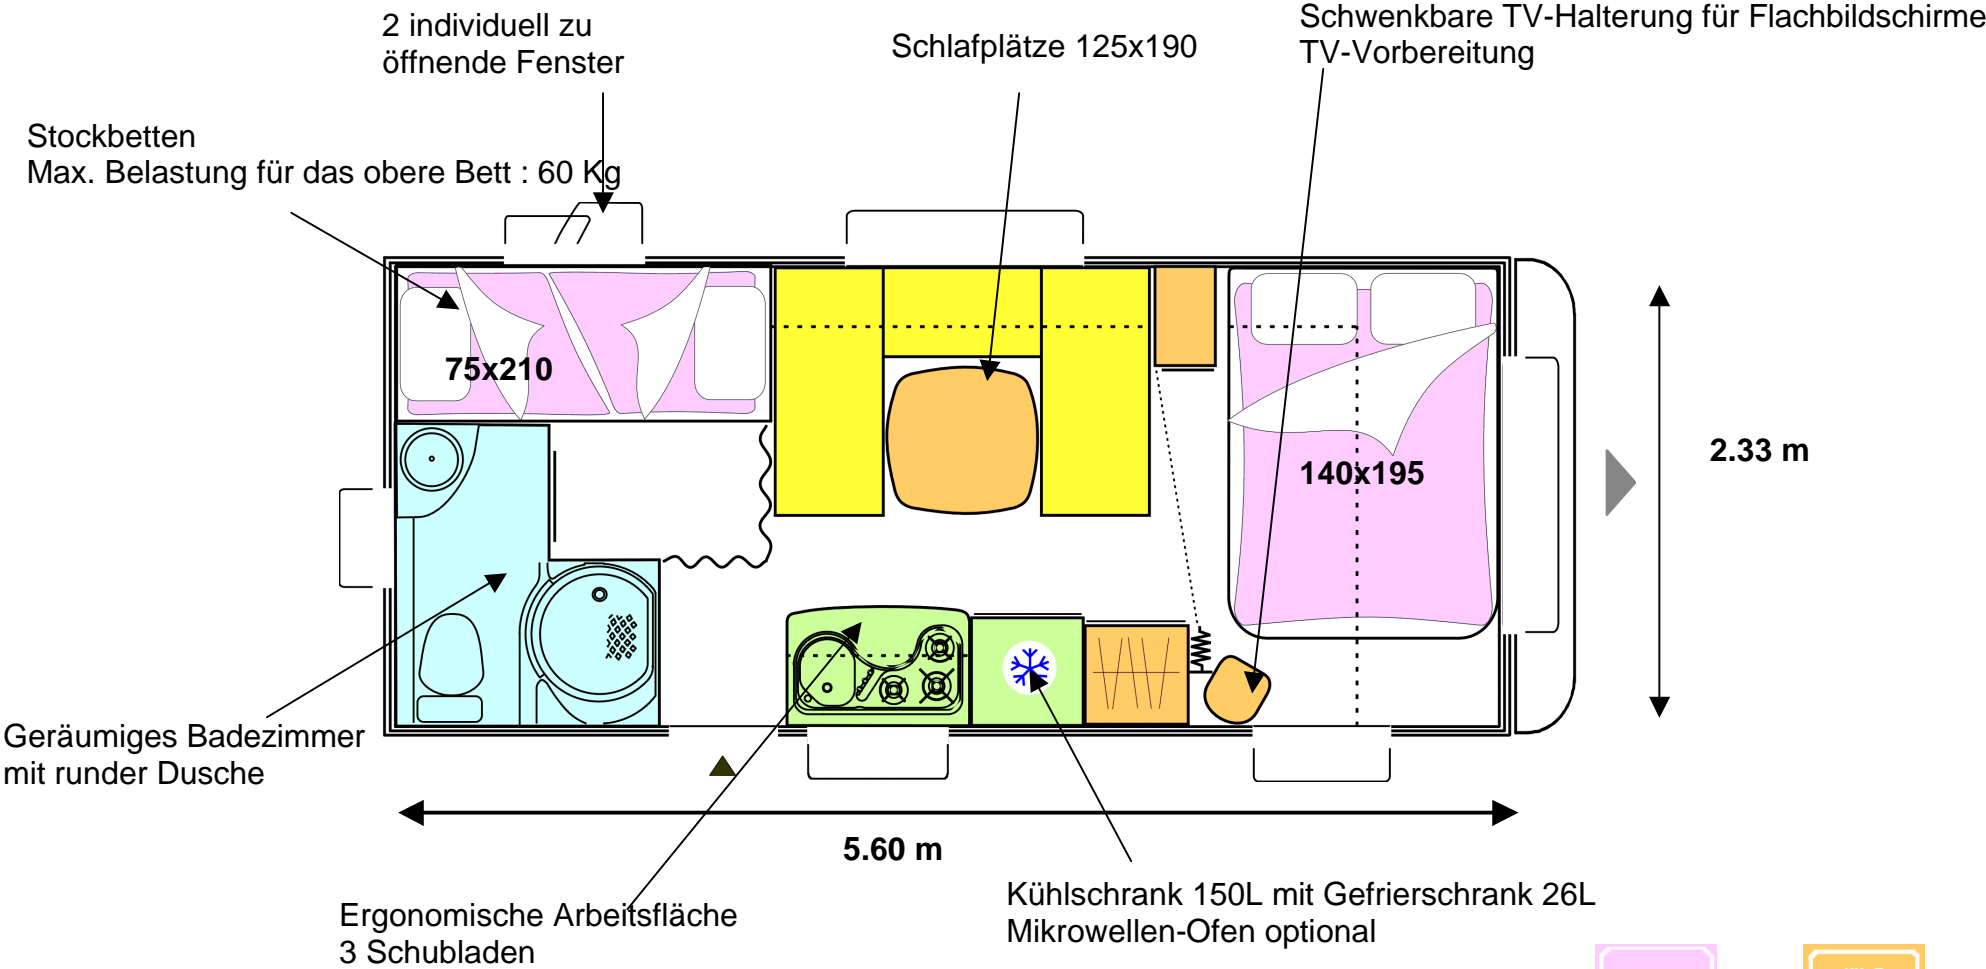 2 individuell zu
öffnende Fenster
Schlafplätze 125x190
Schwenkbare TV-Halterung für Flachbildschirme
TV-Vorbereitung
Stockbetten
Max. Belastung für das obere Bett : 60 Kg
75x210
140x195
2.33 m
Geräumiges Badezimmer
mit runder Dusche
5.60 m
Ergonomische Arbeitsfläche
3 Schubladen
Kühlschrank 150L mit Gefrierschrank 26L
Mikrowellen-Ofen optional